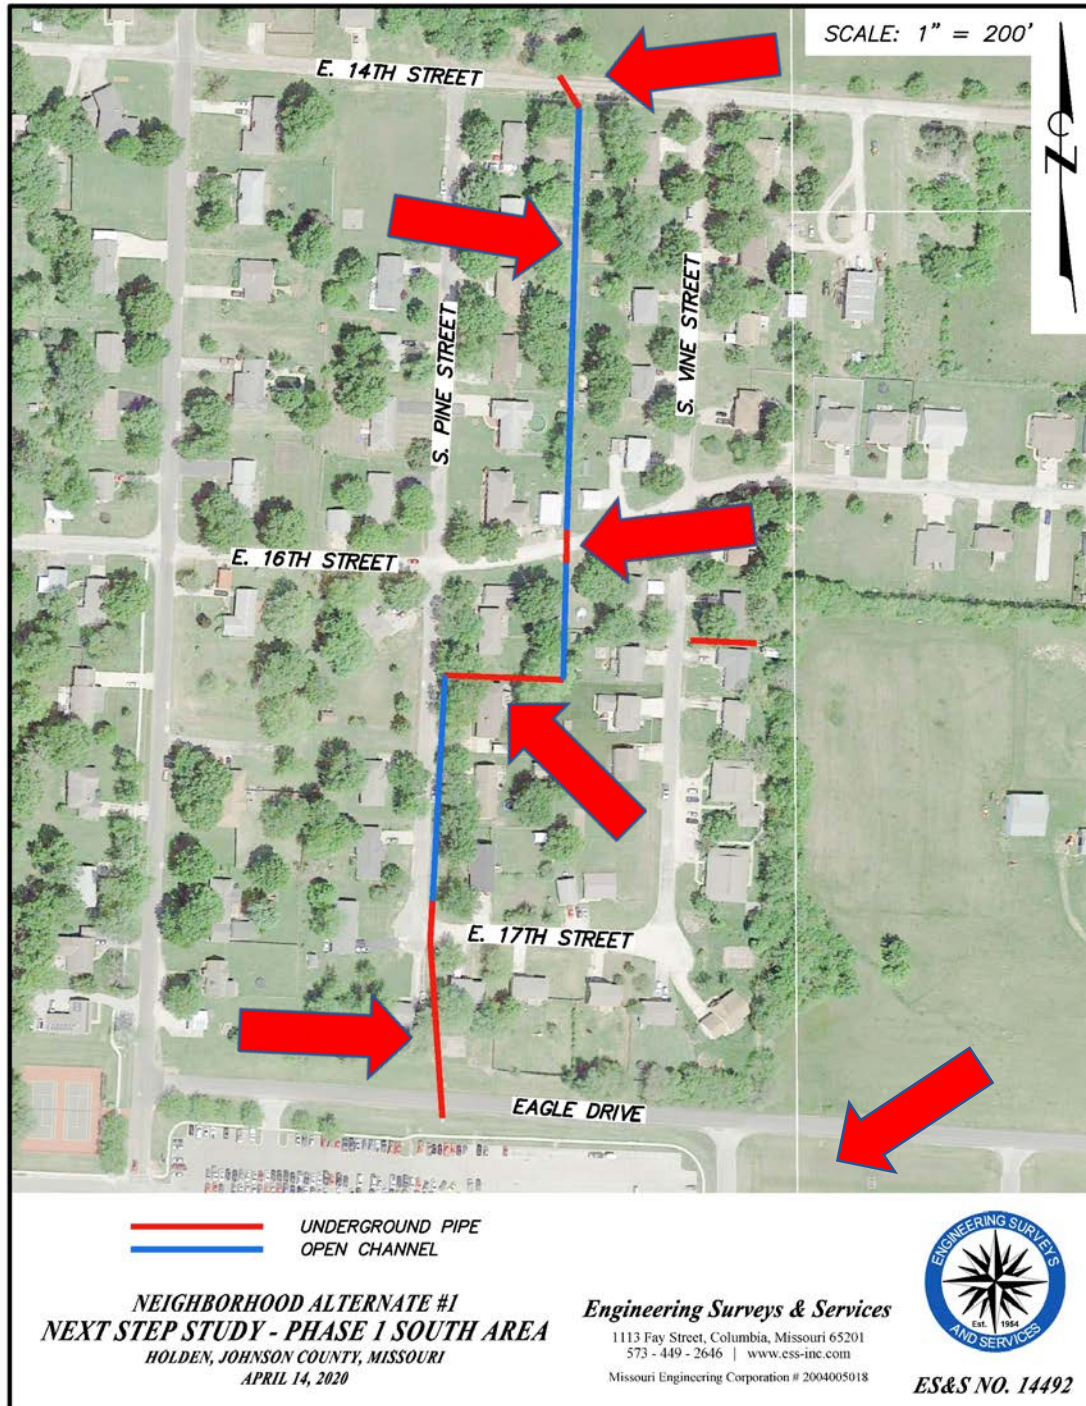 SCALE: 1" = 200'
E. 14TH STREET
N
S. PINE STREET
S. VINE STREET
E. 16TH STREET
E. 17TH STREET
EAGLE DRIVE
UNDERGROUND PIPE
OPEN CHANNEL
NEIGHBORHOOD ALTERNATE #1
NEXT STEP STUDY - PHASE 1 SOUTH AREA
HOLDEN, JOHNSON COUNTY, MISSOURI
APRIL 14, 2020
Engineering Surveys & Services
1113 Fay Street, Columbia, Missouri 65201
573 - 449 - 2646 | www.ess-inc.com
Missouri Engineering Corporation # 2004005018
ENGINEERING SURVEYS
Est. 1954
AND SERVICES
ES&S NO. 14492